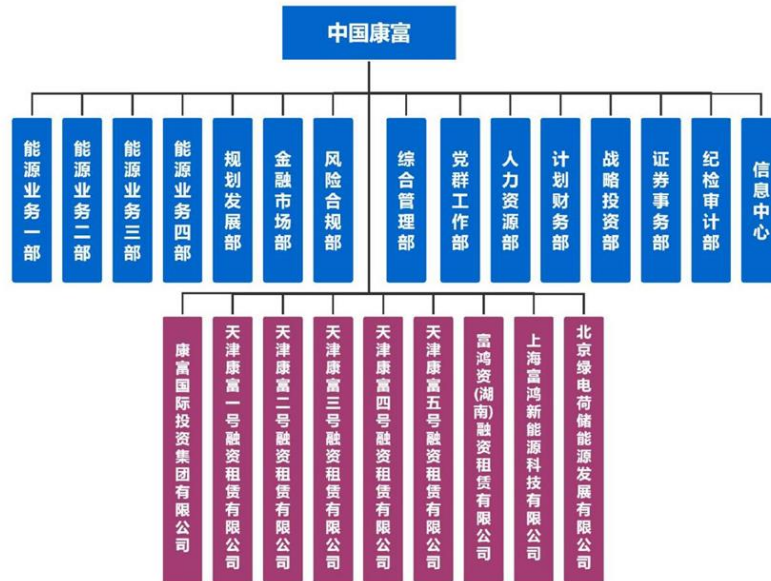 中国康富
能源业务一部
能源业务二部
能源业务三部
能源业务四部
规划发展部
金融市场部
风险合规部
综合管理部
党群工作部
人力资源部
计划财务部
战略投资部
证券事务部
纪检审计部
信息中心
康富国际投资集团有限公司
天津康富一号融资租赁有限公司
天津康富二号融资租赁有限公司
天津康富三号融资租赁有限公司
天津康富四号融资租赁有限公司
天津康富五号融资租赁有限公司
富鸿资(湖南)融资租赁有限公司
上海富鸿新能源科技有限公司
北京绿电荷储能源发展有限公司